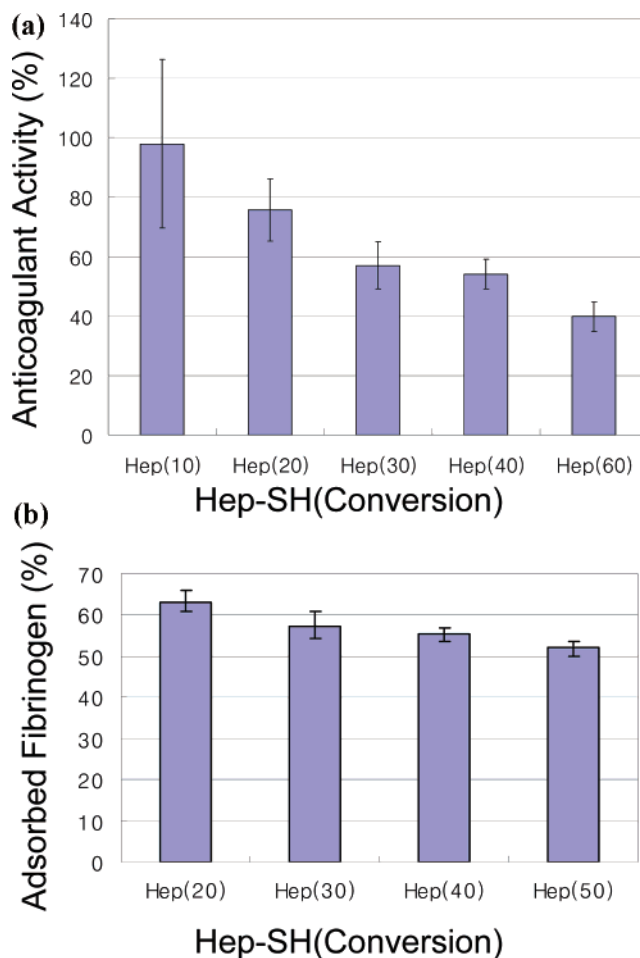 (a)
Anticoagulant Activity (%)
140
120
100
80
60
40
20
0
Hep(10) Hep(20) Hep(30) Hep(40) Hep(60)
Hep-SH(Conversion)
(b)
Adsorbed Fibrinogen (%)
70
60
50
40
30
20
10
0
Hep(20) Hep(30) Hep(40) Hep(50)
Hep-SH(Conversion)